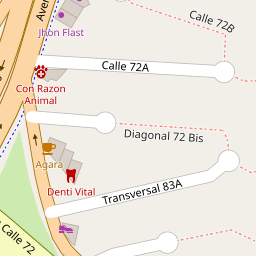 Calle 72B
Aven
Jhon Flast
Calle 72A
Con Razon
Animal
Diagonal 72 Bis
Agara
Denti Vital
Transversal 83A
Calle 72